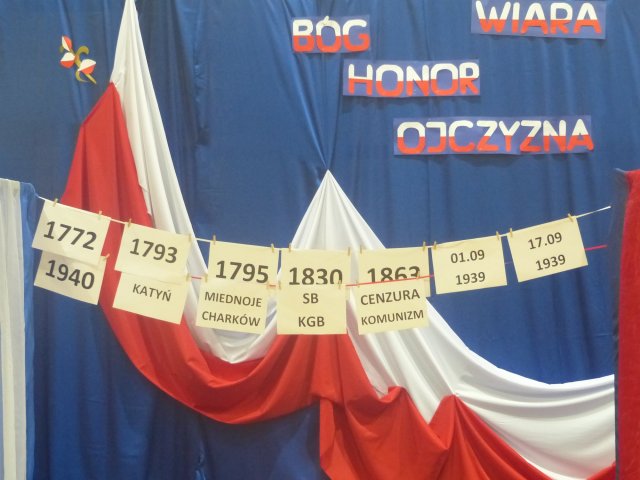 WIARA
BÓG
HONOR
OJCZYZNA
1772
1793
1795
1830
1863
01.09
1939
17.09
1939
1940
KATYŃ
MIEDNOJE
CHARKÓW
SB
KGB
CENZURA
KOMUNIZM